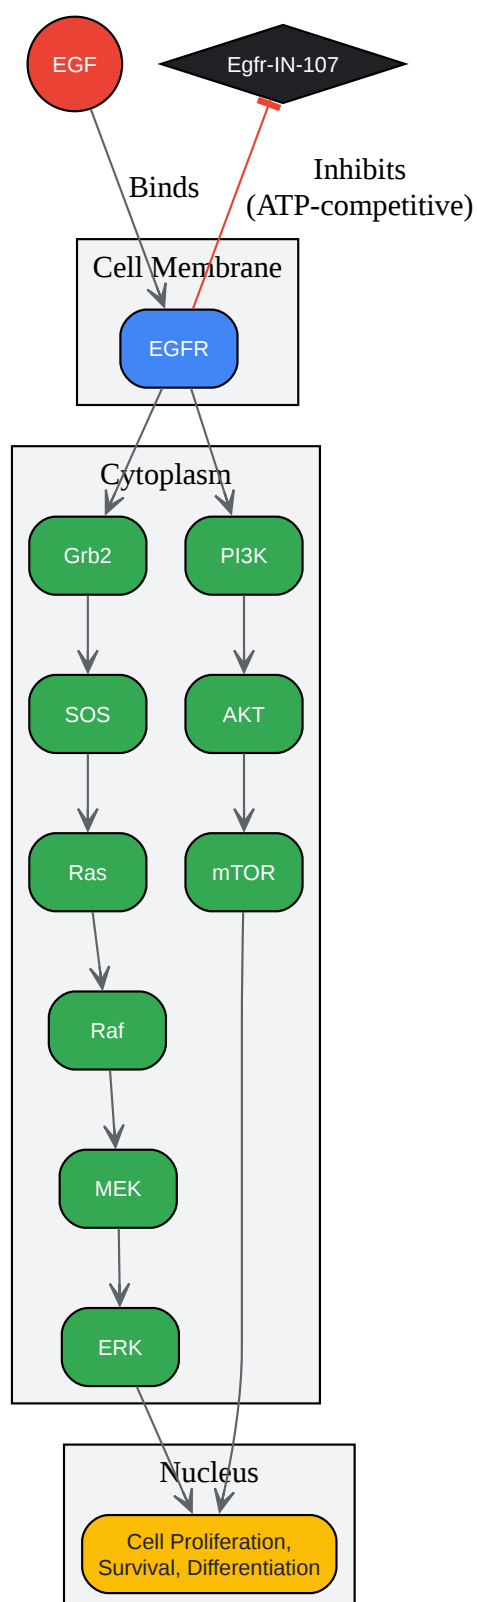 EGF
Egfr-IN-107
Binds
Inhibits
(ATP-competitive)
Cell Membrane
EGFR
Cytoplasm
Grb2
PI3K
SOS
AKT
Ras
mTOR
Raf
MEK
ERK
Nucleus
Cell Proliferation,
Survival, Differentiation